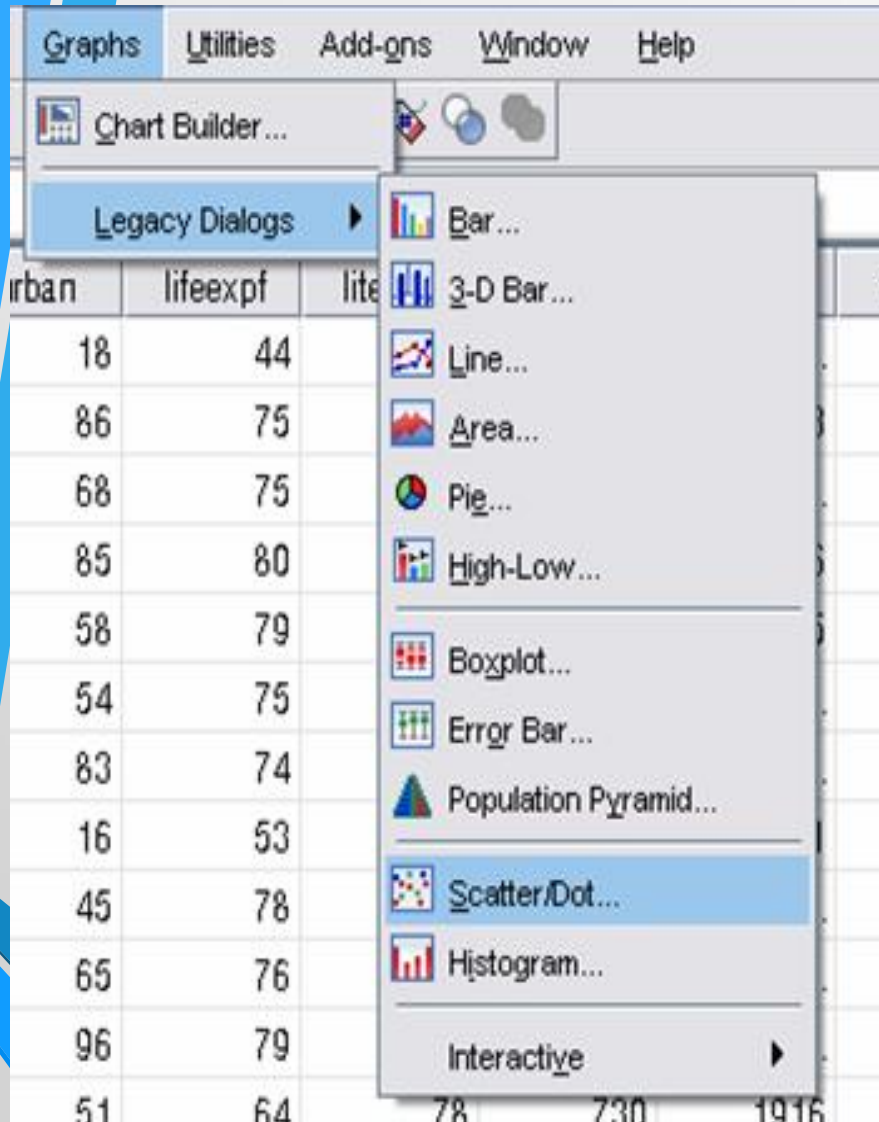 Graphs Utilities Add-ons Window Help
Chart Builder...
Legacy Dialogs
Bar...
3-D Bar...
Line...
Area...
Pie...
High-Low...
Boxplot...
Error Bar...
Population Pyramid...
Scatter/Dot...
Histogram...
Interactive
rban lifeexpf lite
18 44
86 75
68 75
85 80
58 79
54 75
83 74
16 53
45 78
65 76
96 79
51 64 78 730 1916